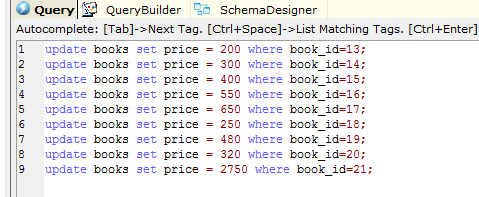 Query QueryBuilder SchemaDesigner
Autocomplete: [Tab]->Next Tag. [Ctrl+Space]->List Matching Tags. [Ctrl+Enter]
1 update books set price = 200 where book_id=13;
2 update books set price = 300 where book_id=14;
3 update books set price = 400 where book_id=15;
4 update books set price = 550 where book_id=16;
5 update books set price = 650 where book_id=17;
6 update books set price = 250 where book_id=18;
7 update books set price = 480 where book_id=19;
8 update books set price = 320 where book_id=20;
9 update books set price = 2750 where book_id=21;